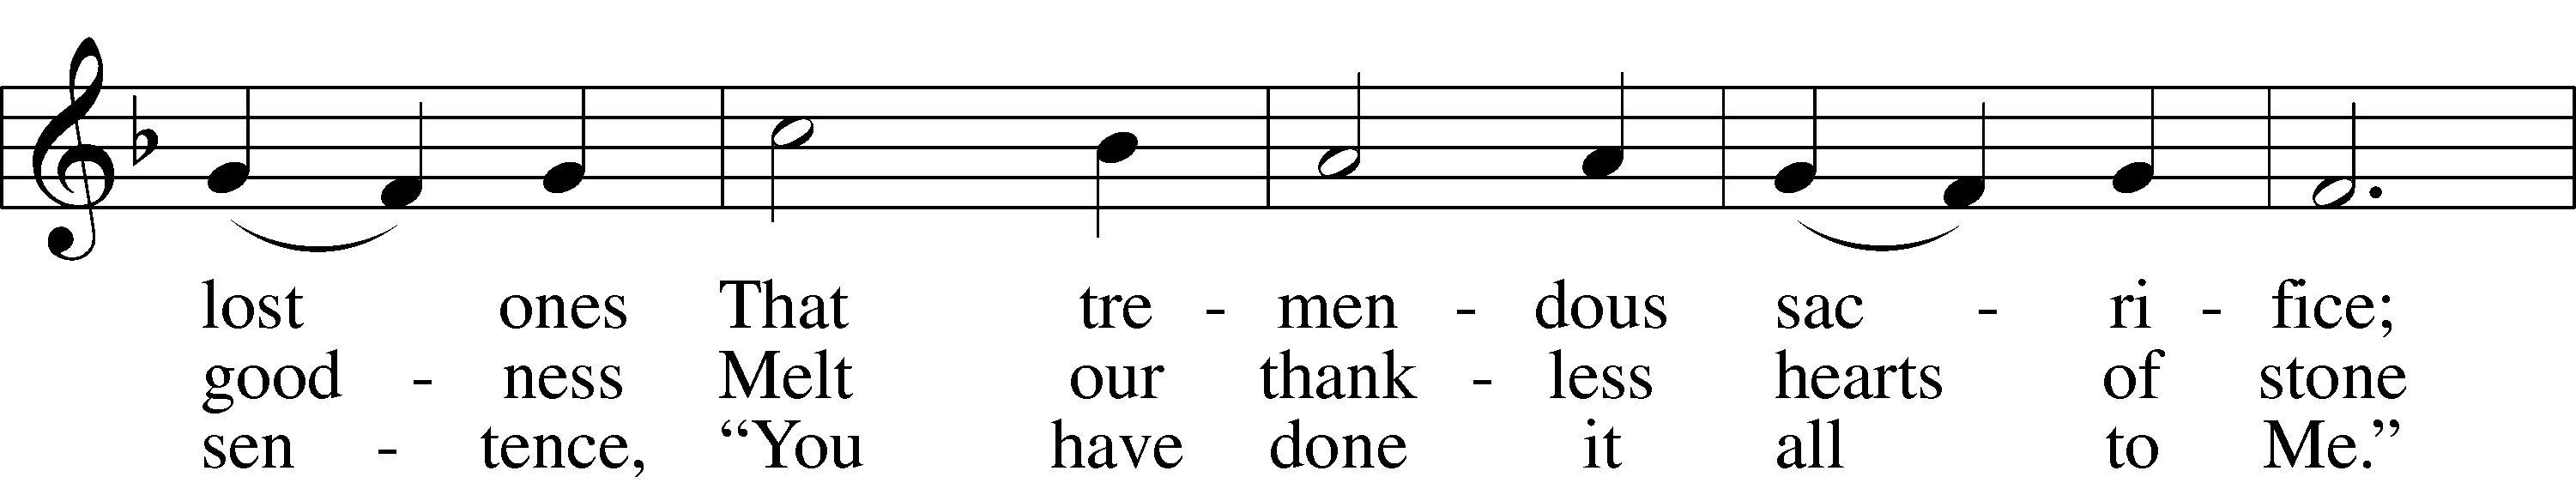 lost ones That tre - men - dous sac - ri - fice;
good - ness Melt our thank - less hearts of stone
sen - tence, “You have done it all to Me.”